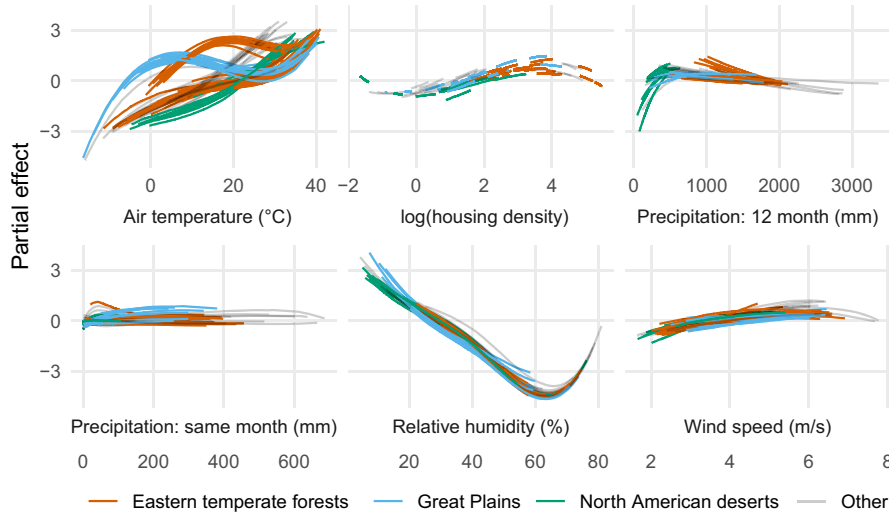 Partial effect
3
0
−3
0
20
40
Air temperature (°C)
−2
0
2
4
log(housing density)
0
1000
2000
3000
Precipitation: 12 month (mm)
3
0
−3
Precipitation: same month (mm)
0
200
400
600
Relative humidity (%)
20
40
60
80
Wind speed (m/s)
2
4
6
8
Eastern temperate forests
Great Plains
North American deserts
Other